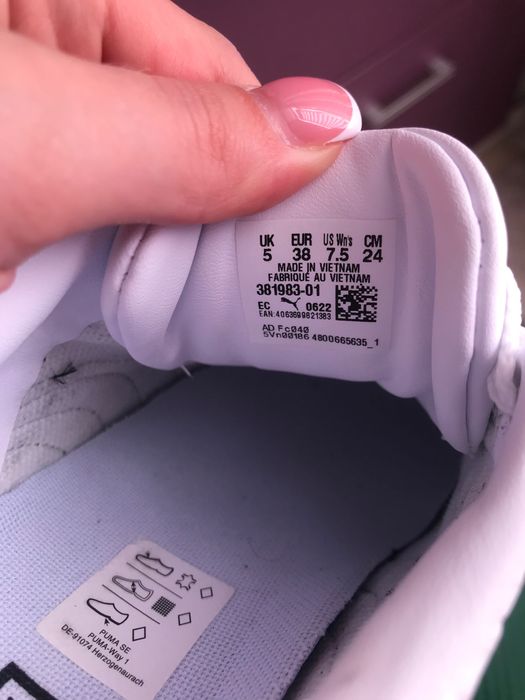 UK EUR US Wn's CM
5 38 7.5 24
MADE IN VIETNAM
FABRIQUÉ AU VIETNAM
381983-01
EC 0622
EAN:4063699821383
AD Fc040
5Vn00186 4800665635_1
PUMA SE
PUMA-Way 1
DE-91074 Herzogenaurach